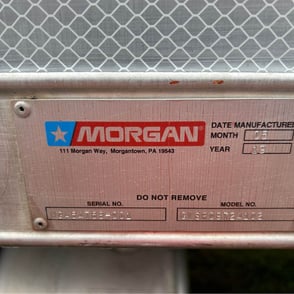 MORGAN
111 Morgan Way, Morgantown, PA 19543
DATE MANUFACTURED
MONTH
YEAR
DO NOT REMOVE
SERIAL NO.
MODEL NO.